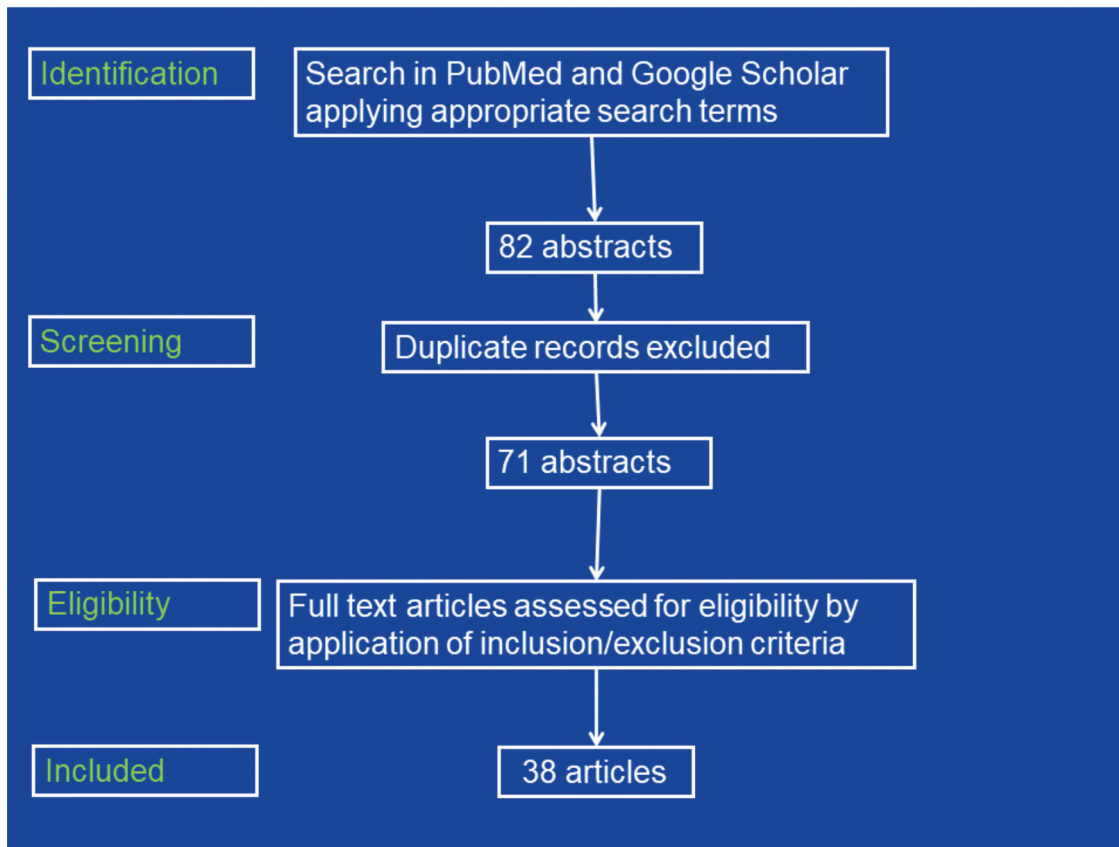 Identification
Search in PubMed and Google Scholar
applying appropriate search terms
82 abstracts
Screening
Duplicate records excluded
71 abstracts
Eligibility
Full text articles assessed for eligibility by
application of inclusion/exclusion criteria
Included
38 articles